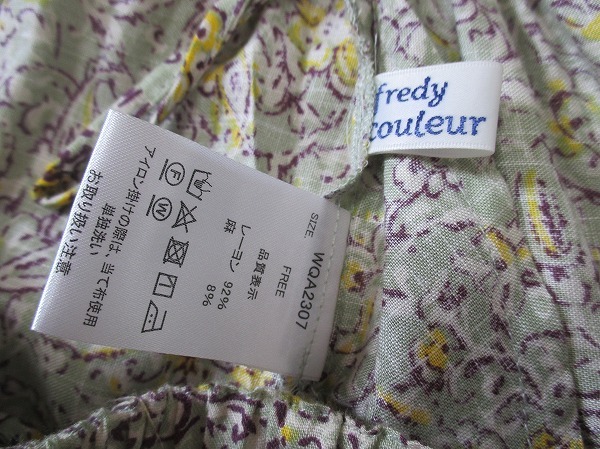 fredy
couleur
WQA2307
SIZE FREE
品質表示
レーヨン 92%
麻 8%
F
W
アイロン掛けの際は、当て布使用
単独洗い
お取り扱い注意